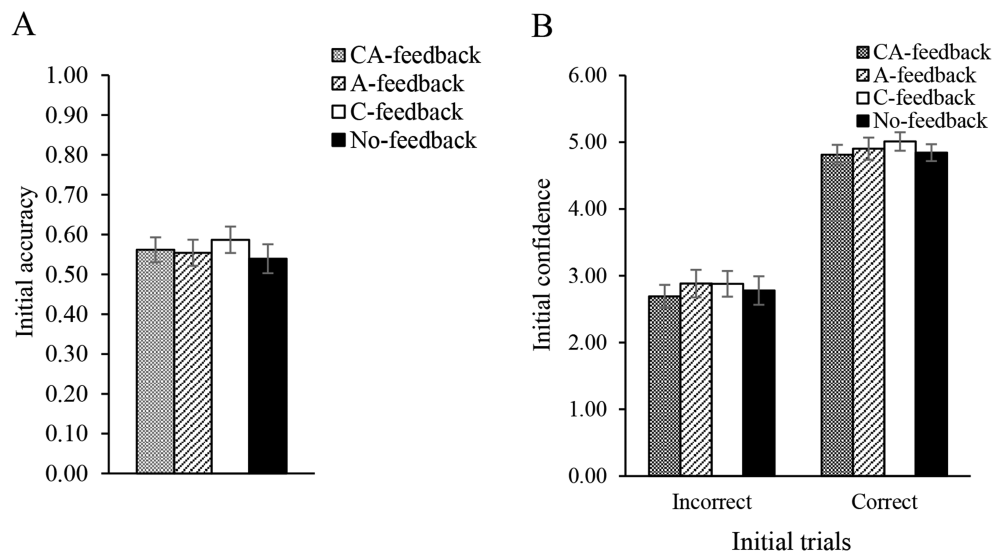 A
CA-feedback
A-feedback
C-feedback
No-feedback
1.00
0.90
0.80
0.70
0.60
0.50
0.40
0.30
0.20
0.10
0.00
Initial accuracy
B
CA-feedback
A-feedback
C-feedback
No-feedback
6.00
5.00
4.00
3.00
2.00
1.00
0.00
Initial confidence
Incorrect
Correct
Initial trials